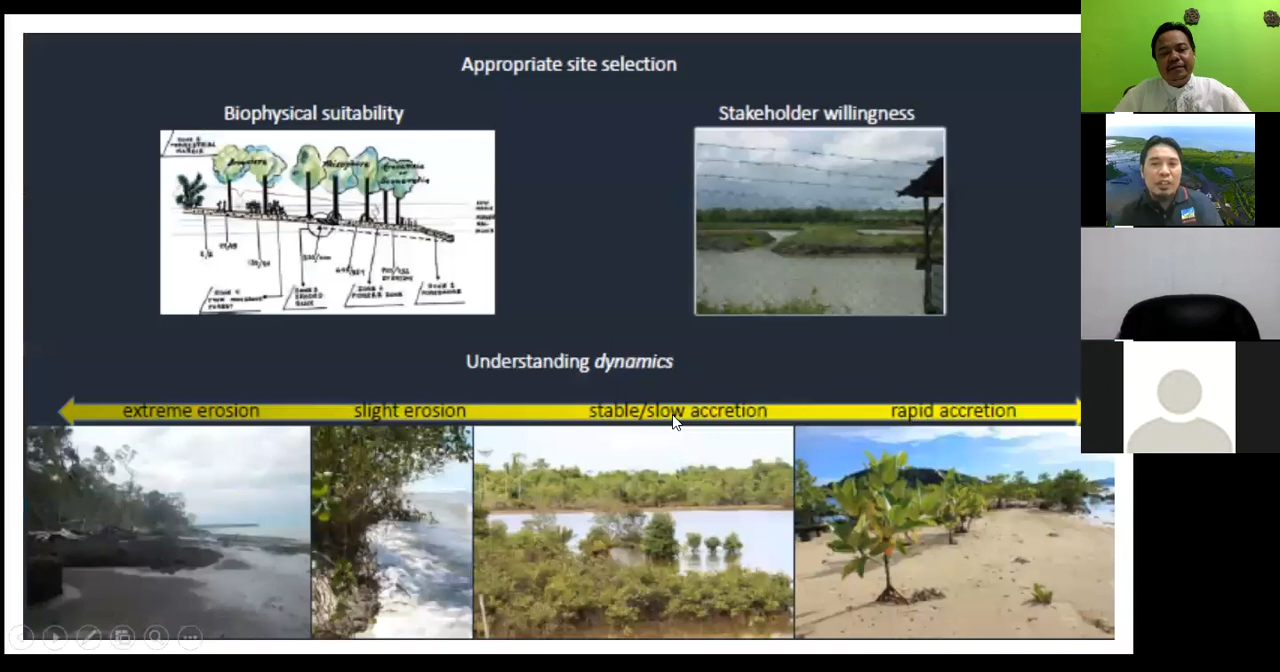 Appropriate site selection
Biophysical suitability
Stakeholder willingness
Understanding dynamics
extreme erosion slight erosion stable/slow accretion rapid accretion